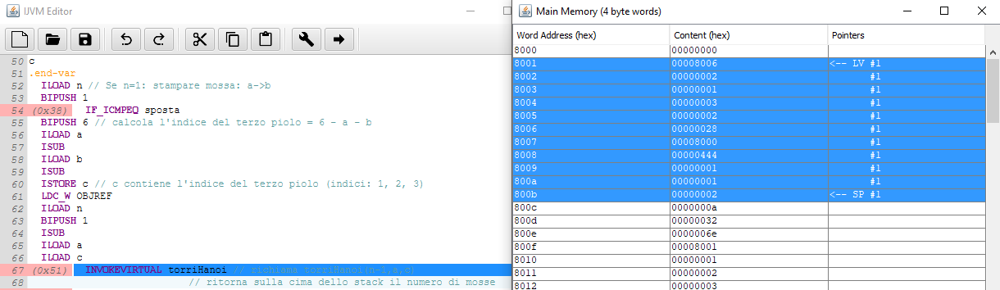 IJVM Editor
50 c
51 .end-var
52 ILOAD n // Se n=1: stampare mossa: a->b
53 BIPUSH 1
54 (0x38) IF_ICMPEQ sposta
55 BIPUSH 6 // calcola l'indice del terzo piolo = 6 - a - b
56 ILOAD a
57 ISUB
58 ILOAD b
59 ISUB
60 ISTORE c // c contiene l'indice del terzo piolo (indici: 1, 2, 3)
61 LDC_W OBJREF
62 ILOAD n
63 BIPUSH 1
64 ISUB
65 ILOAD a
66 ILOAD c
67 (0x51) INVOKEVIRTUAL torriHanoi // richiama torriHanoi(n-1,a,c)
68 // ritorna sulla cima dello stack il numero di mosse
Main Memory (4 byte words)
Word Address (hex) Content (hex) Pointers
8000 00000000
8001 00008006 <-- LV #1
8002 00000002 #1
8003 00000001 #1
8004 00000003 #1
8005 00000002 #1
8006 00000028 #1
8007 00008000 #1
8008 00000444 #1
8009 00000001 #1
800a 00000001 #1
800b 00000002 <-- SP #1
800c 0000000a
800d 00000032
800e 0000006e
800f 00008001
8010 00000001
8011 00000002
8012 00000003